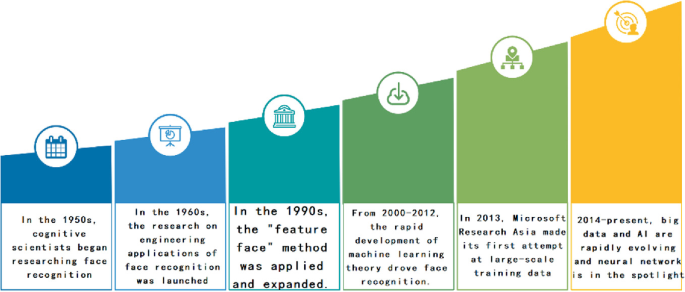 In the 1950s,
cognitive
scientists began
researching face
recognition
In the 1960s,
the research on
engineering
applications of
face recognition
was launched
In the 1990s,
the "feature
face" method
was applied
and expanded.
From 2000-2012,
the rapid
development of
machine learning
theory drove face
recognition.
In 2013, Microsoft
Research Asia made
its first attempt
at large-scale
training data
2014-present, big
data and AI are
rapidly evolving
and neural network
is in the spotlight